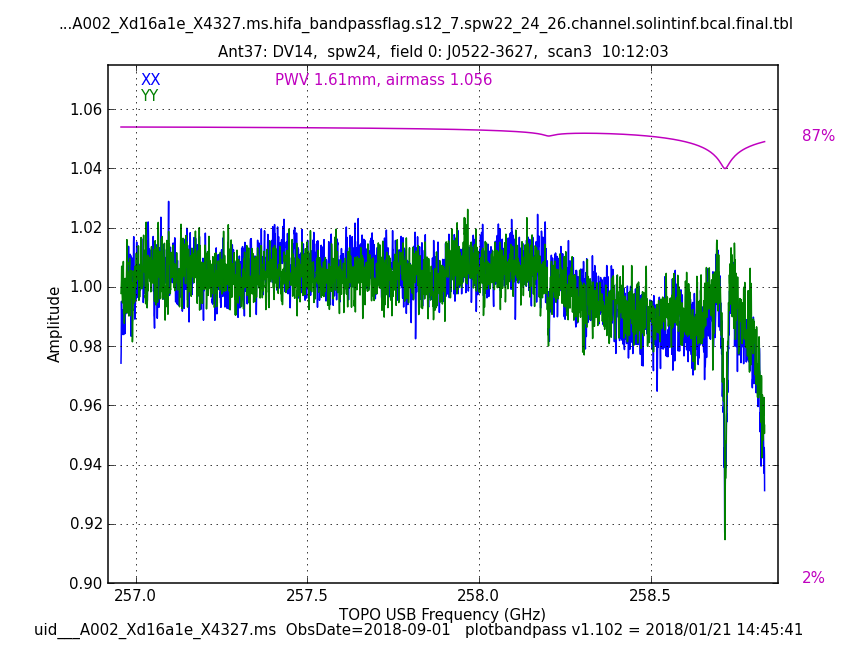 ...A002_Xd16a1e_X4327.ms.hifa_bandpassflag.s12_7.spw22_24_26.channel.solintinf.bcal.final.tbl
Ant37: DV14,  spw24,  field 0: J0522-3627,  scan3  10:12:03
XX
PWV 1.61mm, airmass 1.056
YY
1.06
87%
1.04
1.02
1.00
Amplitude
0.98
0.96
0.94
0.92
0.90
2%
257.0 257.5 258.0 258.5
TOPO USB Frequency (GHz)
uid___A002_Xd16a1e_X4327.ms  ObsDate=2018-09-01   plotbandpass v1.102 = 2018/01/21 14:45:41